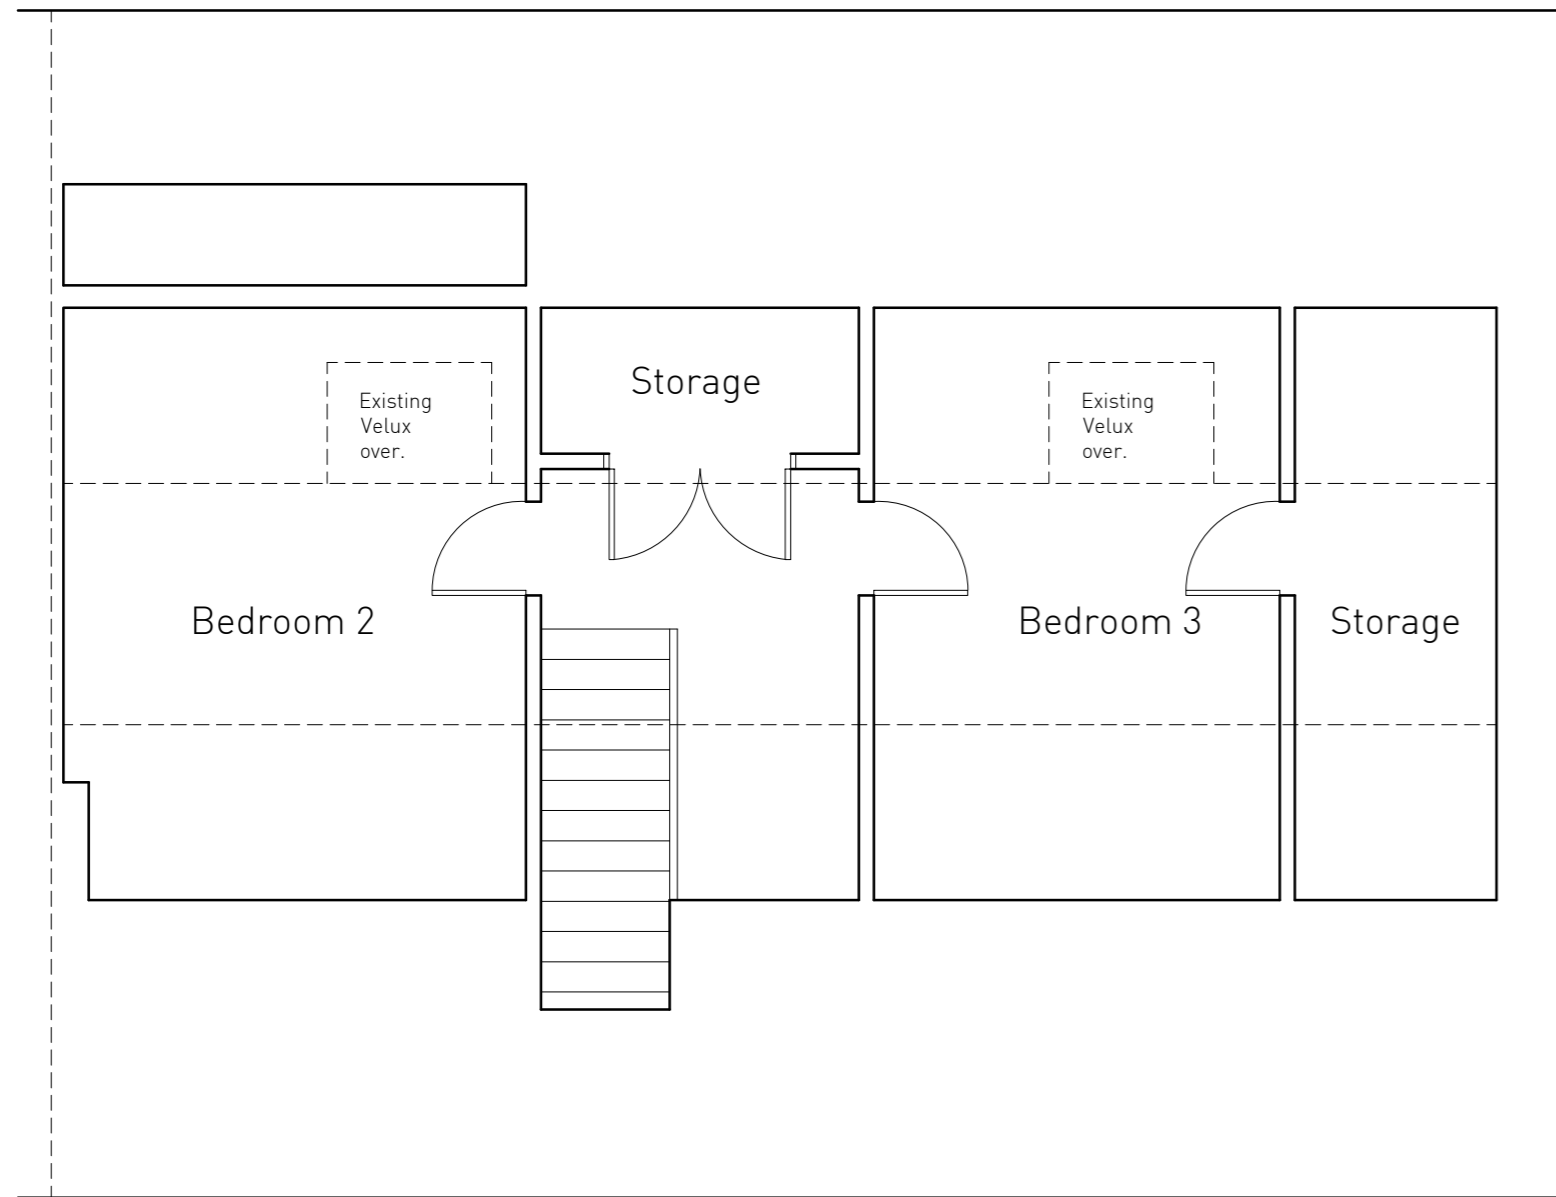 Storage
Existing
Velux
over.
Existing
Velux
over.
Bedroom 2
Bedroom 3
Storage